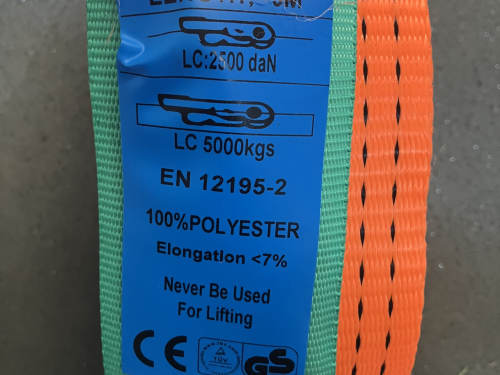 LC:2500 daN
LC 5000kgs
EN 12195-2
100%POLYESTER
Elongation <7%
Never Be Used
For Lifting
CE
TÜV
GS